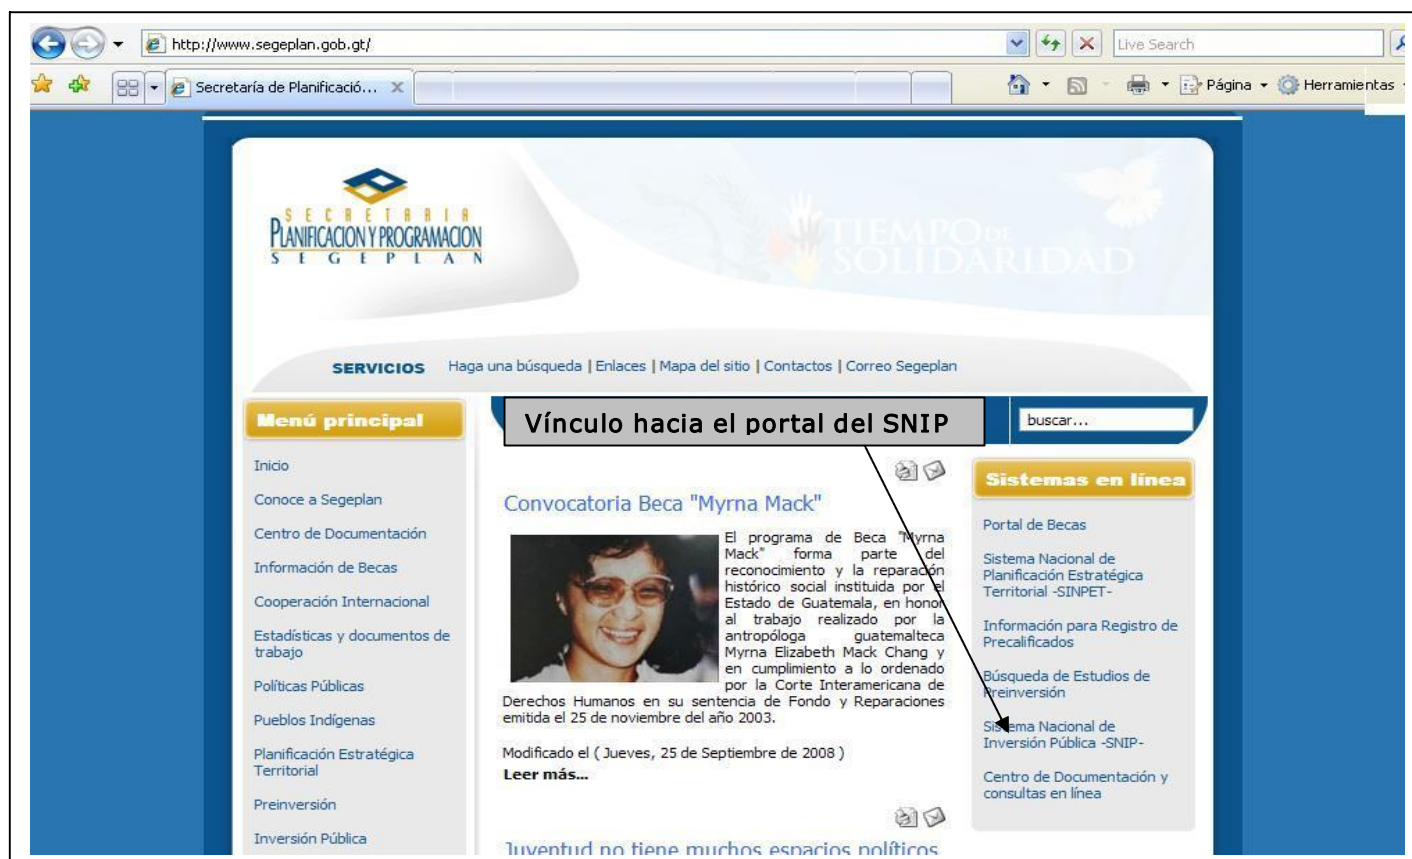 http://www.segeplan.gob.gt/
Live Search
Secretaría de Planificació...
Página
Herramientas
SECRETARIA
PLANIFICACION Y PROGRAMACION
SEGEPLAN
TIEMPO DE
SOLIDARIDAD
SERVICIOS Haga una búsqueda | Enlaces | Mapa del sitio | Contactos | Correo Segeplan
Menú principal
Inicio
Conoce a Segeplan
Centro de Documentación
Información de Becas
Cooperación Internacional
Estadísticas y documentos de
trabajo
Políticas Públicas
Pueblos Indígenas
Planificación Estratégica
Territorial
Preinversión
Inversión Pública
Vínculo hacia el portal del SNIP
Convocatoria Beca "Myrna Mack"
El programa de Beca "Myrna
Mack" forma parte del
reconocimiento y la reparación
histórico social instituida por el
Estado de Guatemala, en honor
al trabajo realizado por la
antropóloga guatemalteca
Myrna Elizabeth Mack Chang y
en cumplimiento a lo ordenado
por la Corte Interamericana de
Derechos Humanos en su sentencia de Fondo y Reparaciones
emitida el 25 de noviembre del año 2003.
Modificado el ( Jueves, 25 de Septiembre de 2008 )
Leer más...
Juventud no tiene muchos espacios políticos
buscar...
Sistemas en línea
Portal de Becas
Sistema Nacional de
Planificación Estratégica
Territorial -SINPET-
Información para Registro de
Precalificados
Búsqueda de Estudios de
Preinversión
Sistema Nacional de
Inversión Pública -SNIP-
Centro de Documentación y
consultas en línea